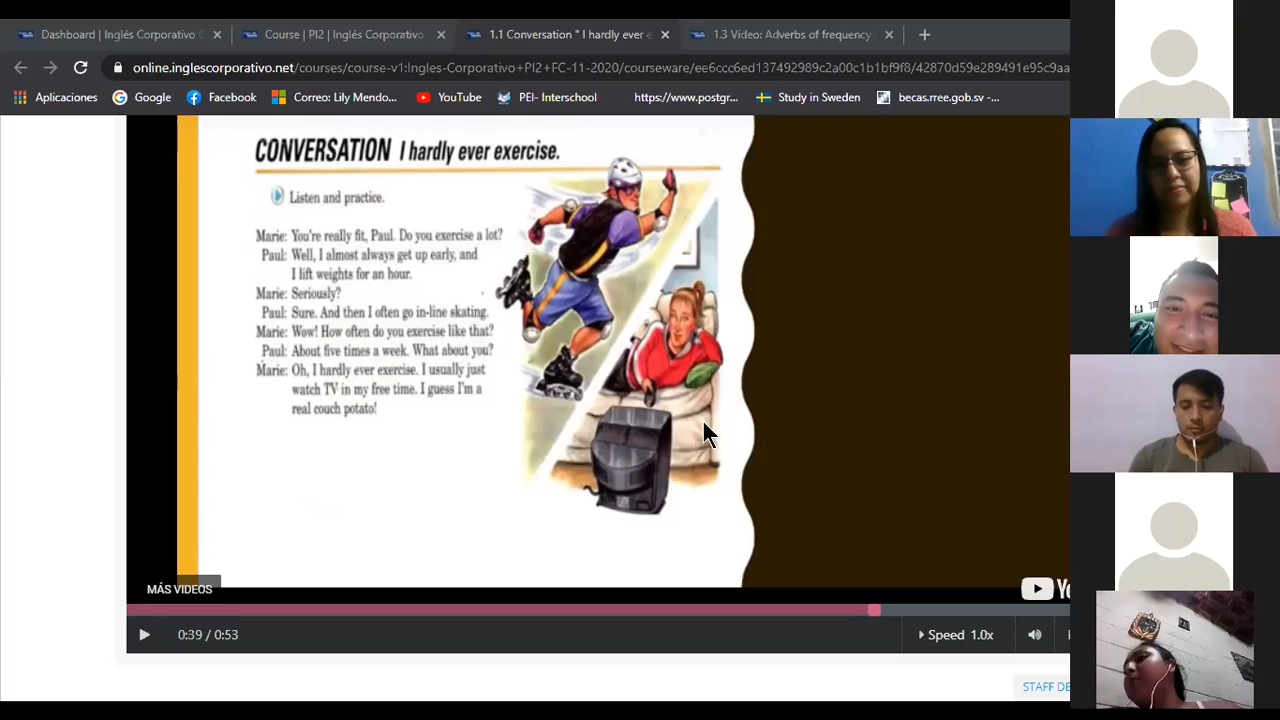 Dashboard | Inglés Corporativo
Course | PI2 | Inglés Corporativo
1.1 Conversation " I hardly ever e
1.3 Video: Adverbs of frequency
online.inglescorporativo.net/courses/course-v1:Ingles-Corporativo+PI2+FC-11-2020/courseware/ee6ccc6ed137492989c2a00c1b1bf9f8/42870d59e289491e95c9aa
Aplicaciones
Google
Facebook
Correo: Lily Mendo...
YouTube
PEI- Interschool
https://www.postgr...
Study in Sweden
becas.rree.gob.sv -...
CONVERSATION I hardly ever exercise.
Listen and practice.
Marie: You're really fit, Paul. Do you exercise a lot?
Paul: Well, I almost always get up early, and
I lift weights for an hour.
Marie: Seriously?
Paul: Sure. And then I often go in-line skating.
Marie: Wow! How often do you exercise like that?
Paul: About five times a week. What about you?
Marie: Oh, I hardly ever exercise. I usually just
watch TV in my free time. I guess I'm a
real couch potato!
MÁS VIDEOS
0:39 / 0:53
Speed 1.0x
STAFF DE